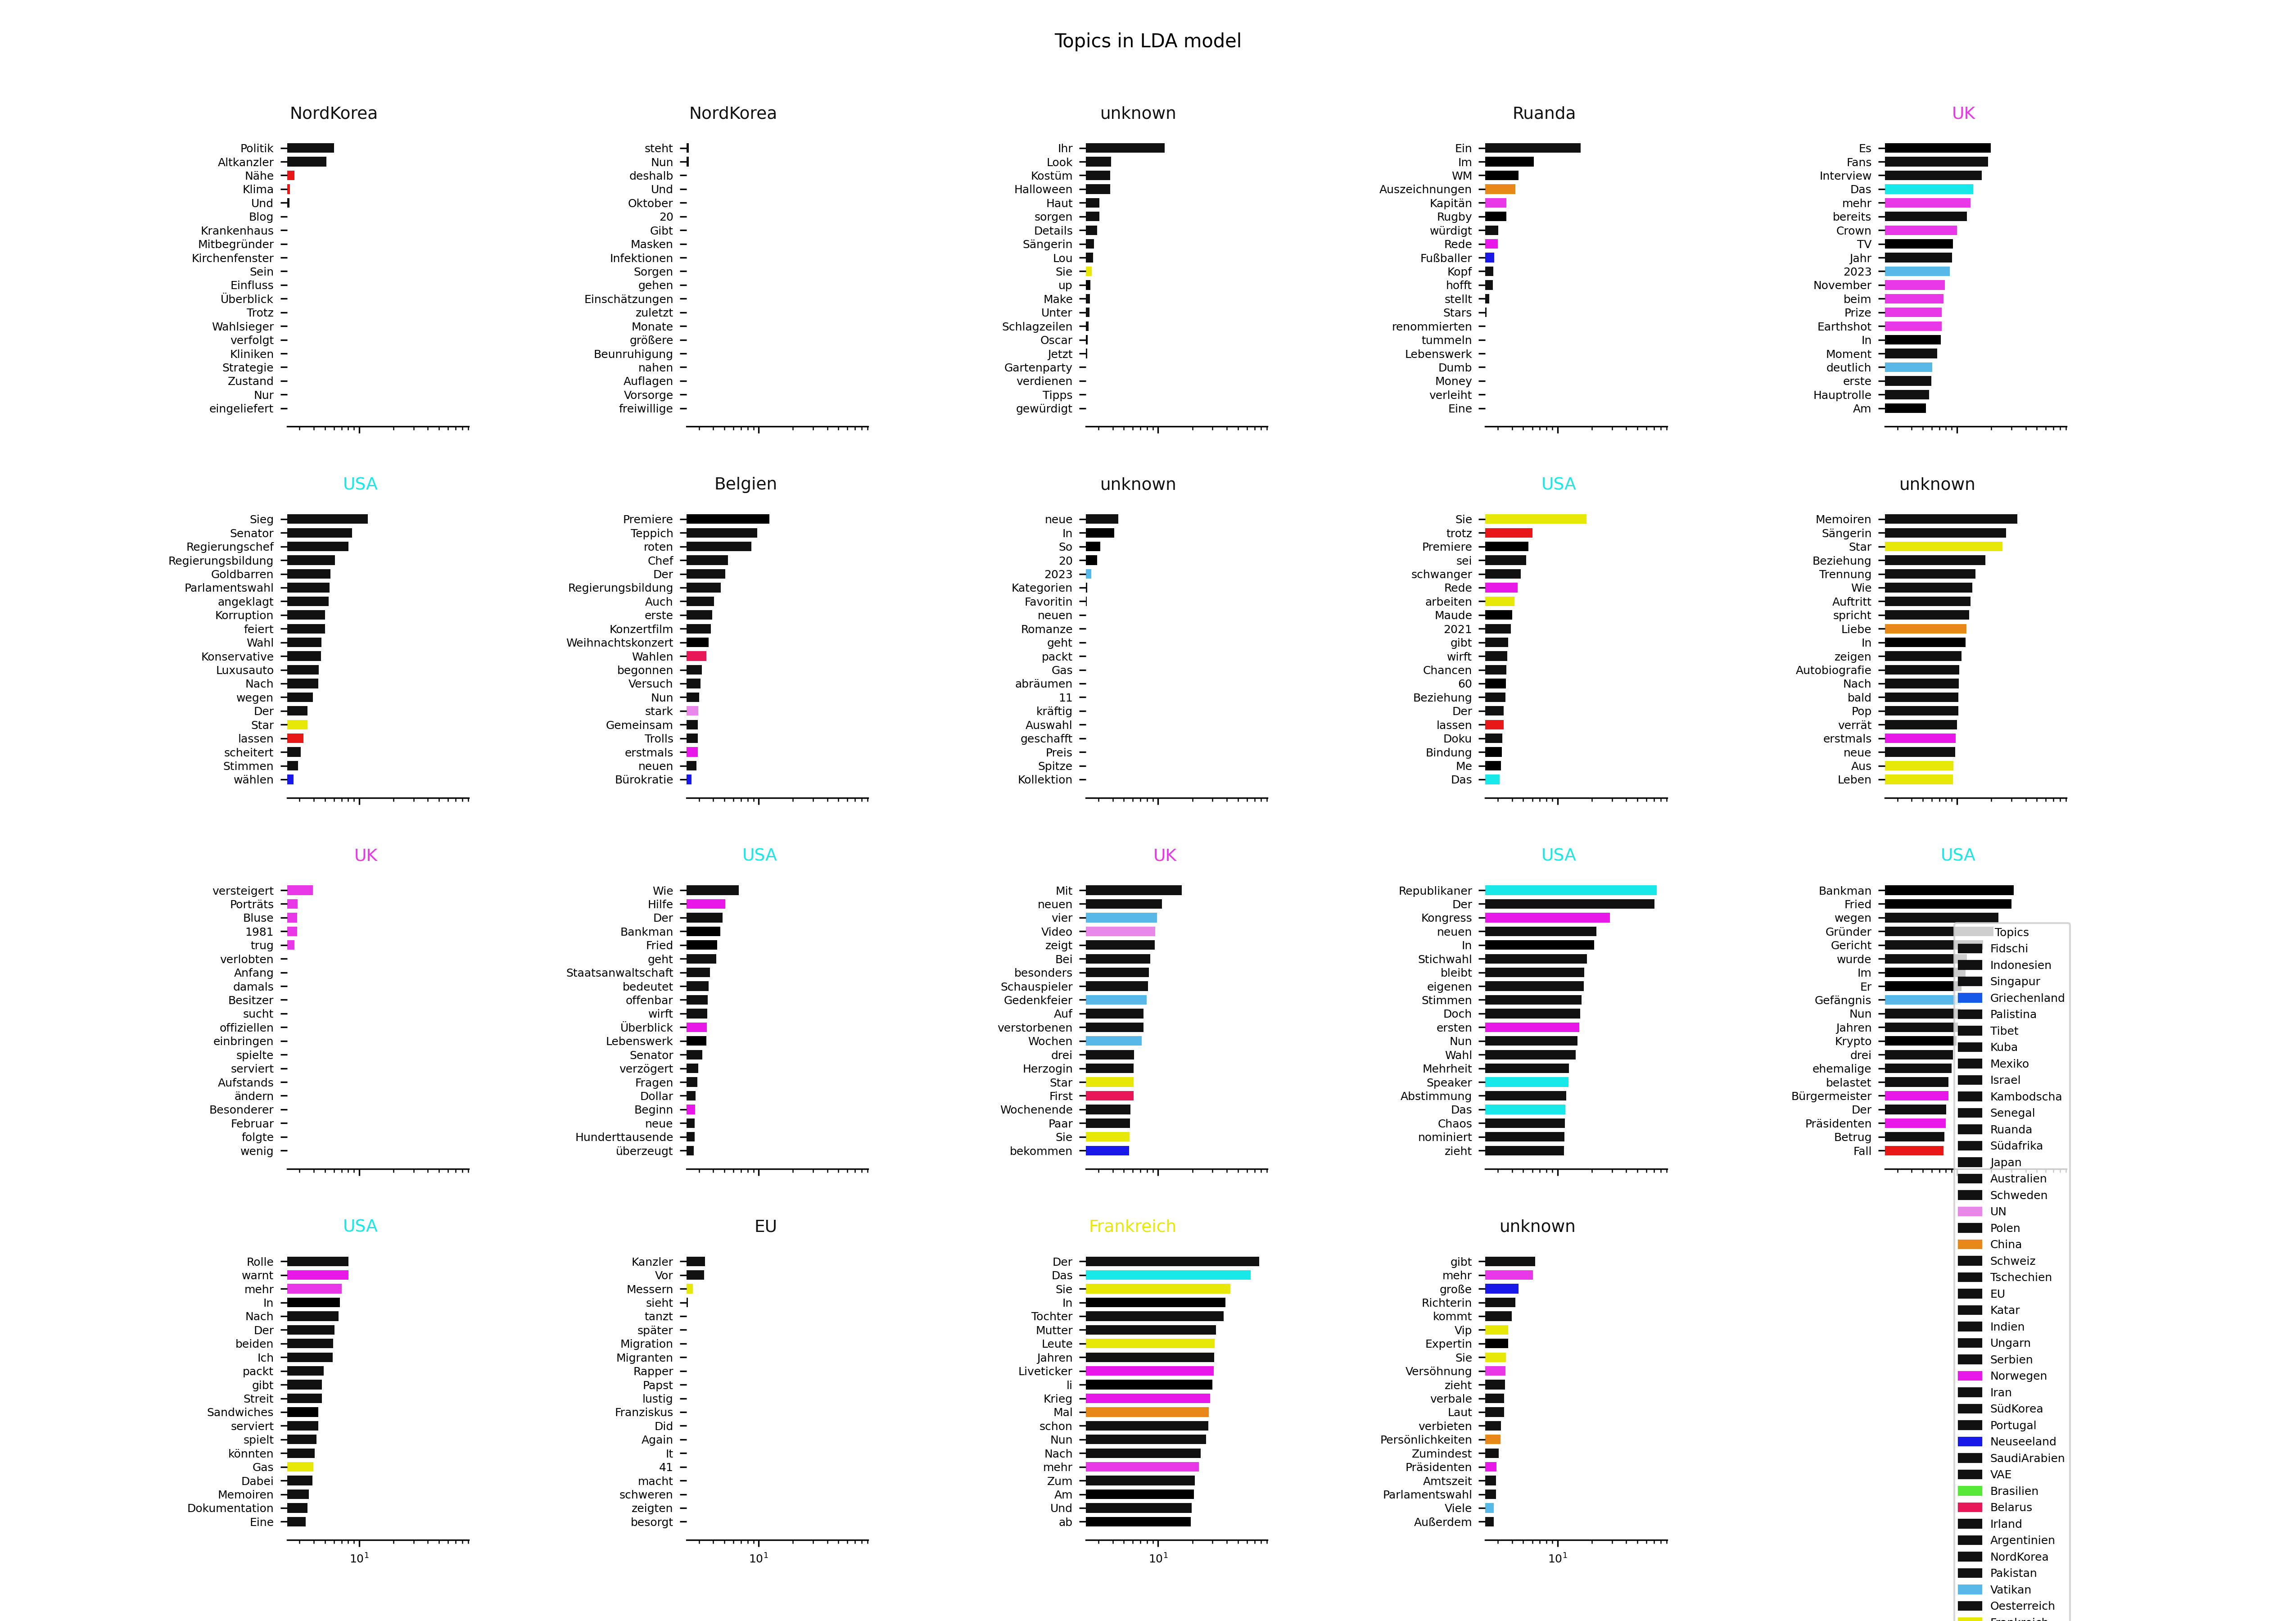 Topics in LDA model
NordKorea
Politik
Altkanzler
Nähe
Klima
Und
Blog
Krankenhaus
Mitbegründer
Kirchenfenster
Sein
Einfluss
Überblick
Trotz
Wahlsieger
verfolgt
Kliniken
Strategie
Zustand
Nur
eingeliefert
NordKorea
steht
Nun
deshalb
Und
Oktober
20
Gibt
Masken
Infektionen
Sorgen
gehen
Einschätzungen
zuletzt
Monate
größere
Beunruhigung
nahen
Auflagen
Vorsorge
freiwillige
unknown
Ihr
Look
Kostüm
Halloween
Haut
sorgen
Details
Sängerin
Lou
Sie
up
Make
Unter
Schlagzeilen
Oscar
Jetzt
Gartenparty
verdienen
Tipps
gewürdigt
Ruanda
Ein
Im
WM
Auszeichnungen
Kapitän
Rugby
würdigt
Rede
Fußballer
Kopf
hofft
stellt
Stars
renommierten
tummeln
Lebenswerk
Dumb
Money
verleiht
Eine
UK
Es
Fans
Interview
Das
mehr
bereits
Crown
TV
Jahr
2023
November
beim
Prize
Earthshot
In
Moment
deutlich
erste
Hauptrolle
Am
USA
Sieg
Senator
Regierungschef
Regierungsbildung
Goldbarren
Parlamentswahl
angeklagt
Korruption
feiert
Wahl
Konservative
Luxusauto
Nach
wegen
Der
Star
lassen
scheitert
Stimmen
wählen
Belgien
Premiere
Teppich
roten
Chef
Der
Regierungsbildung
Auch
erste
Konzertfilm
Weihnachtskonzert
Wahlen
begonnen
Versuch
Nun
stark
Gemeinsam
Trolls
erstmals
neuen
Bürokratie
unknown
neue
In
So
20
2023
Kategorien
Favoritin
neuen
Romanze
geht
packt
Gas
abräumen
11
kräftig
Auswahl
geschafft
Preis
Spitze
Kollektion
USA
Sie
trotz
Premiere
sei
schwanger
Rede
arbeiten
Maude
2021
gibt
wirft
Chancen
60
Beziehung
Der
lassen
Doku
Bindung
Me
Das
unknown
Memoiren
Sängerin
Star
Beziehung
Trennung
Wie
Auftritt
spricht
Liebe
In
zeigen
Autobiografie
Nach
bald
Pop
verrät
erstmals
neue
Aus
Leben
UK
versteigert
Porträts
Bluse
1981
trug
verlobten
Anfang
damals
Besitzer
sucht
offiziellen
einbringen
spielte
serviert
Aufstands
ändern
Besonderer
Februar
folgte
wenig
USA
Wie
Hilfe
Der
Bankman
Fried
geht
Staatsanwaltschaft
bedeutet
offenbar
wirft
Überblick
Lebenswerk
Senator
verzögert
Fragen
Dollar
Beginn
neue
Hunderttausende
überzeugt
UK
Mit
neuen
vier
Video
zeigt
Bei
besonders
Schauspieler
Gedenkfeier
Auf
verstorbenen
Wochen
drei
Herzogin
Star
First
Wochenende
Paar
Sie
bekommen
USA
Republikaner
Der
Kongress
neuen
In
Stichwahl
bleibt
eigenen
Stimmen
Doch
ersten
Nun
Wahl
Mehrheit
Speaker
Abstimmung
Das
Chaos
nominiert
zieht
USA
Bankman
Fried
wegen
Gründer
Gericht
wurde
Im
Er
Gefängnis
Nun
Jahren
Krypto
drei
ehemalige
belastet
Bürgermeister
Der
Präsidenten
Betrug
Fall
USA
Rolle
warnt
mehr
In
Nach
Der
beiden
Ich
packt
gibt
Streit
Sandwiches
serviert
spielt
könnten
Gas
Dabei
Memoiren
Dokumentation
Eine
10¹
EU
Kanzler
Vor
Messern
sieht
tanzt
später
Migration
Migranten
Rapper
Papst
lustig
Franziskus
Did
Again
It
41
macht
schweren
zeigten
besorgt
10¹
Frankreich
Der
Das
Sie
In
Tochter
Mutter
Leute
Jahren
Liveticker
li
Krieg
Mal
schon
Nun
Nach
mehr
Zum
Am
Und
ab
10¹
unknown
gibt
mehr
große
Richterin
kommt
Vip
Expertin
Sie
Versöhnung
zieht
verbale
Laut
verbieten
Persönlichkeiten
Zumindest
Präsidenten
Amtszeit
Parlamentswahl
Viele
Außerdem
10¹
Topics
Fidschi
Indonesien
Singapur
Griechenland
Palistina
Tibet
Kuba
Mexiko
Israel
Kambodscha
Senegal
Ruanda
Südafrika
Japan
Australien
Schweden
UN
Polen
China
Schweiz
Tschechien
EU
Katar
Indien
Ungarn
Serbien
Norwegen
Iran
SüdKorea
Portugal
Neuseeland
SaudiArabien
VAE
Brasilien
Belarus
Irland
Argentinien
NordKorea
Pakistan
Vatikan
Oesterreich